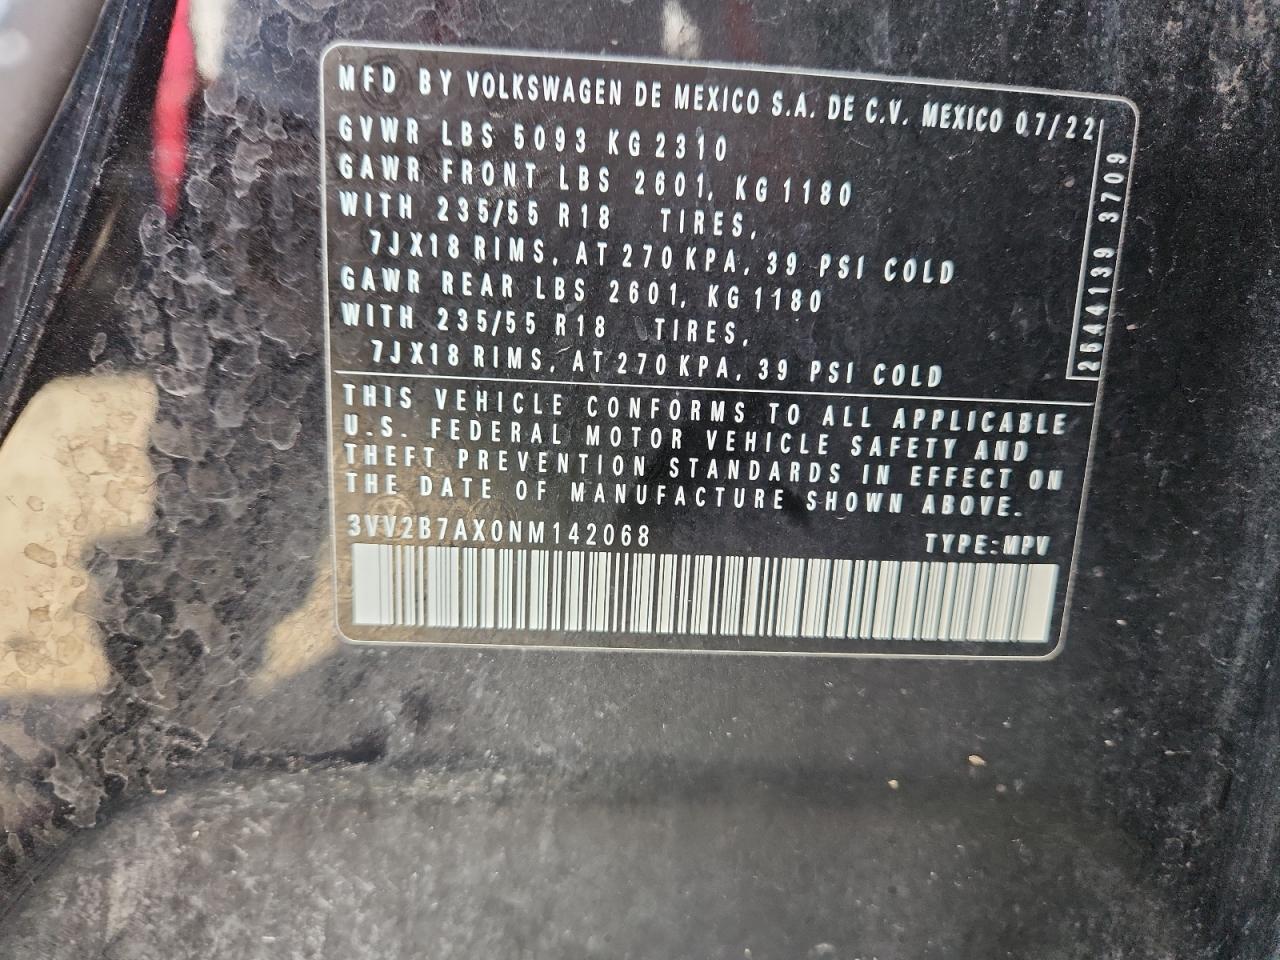 MFD BY VOLKSWAGEN DE MEXICO S.A. DE C.V. MEXICO 07/22
GVWR LBS 5093 KG 2310
GAWR FRONT LBS 2601, KG 1180
WITH 235/55 R18 TIRES,
7JX18 RIMS, AT 270 KPA, 39 PSI COLD
GAWR REAR LBS 2601, KG 1180
WITH 235/55 R18 TIRES,
7JX18 RIMS, AT 270 KPA, 39 PSI COLD
2544139 3709
THIS VEHICLE CONFORMS TO ALL APPLICABLE
U.S. FEDERAL MOTOR VEHICLE SAFETY AND
THEFT PREVENTION STANDARDS IN EFFECT ON
THE DATE OF MANUFACTURE SHOWN ABOVE.
3VV2B7AX0NM142068 TYPE:MPV